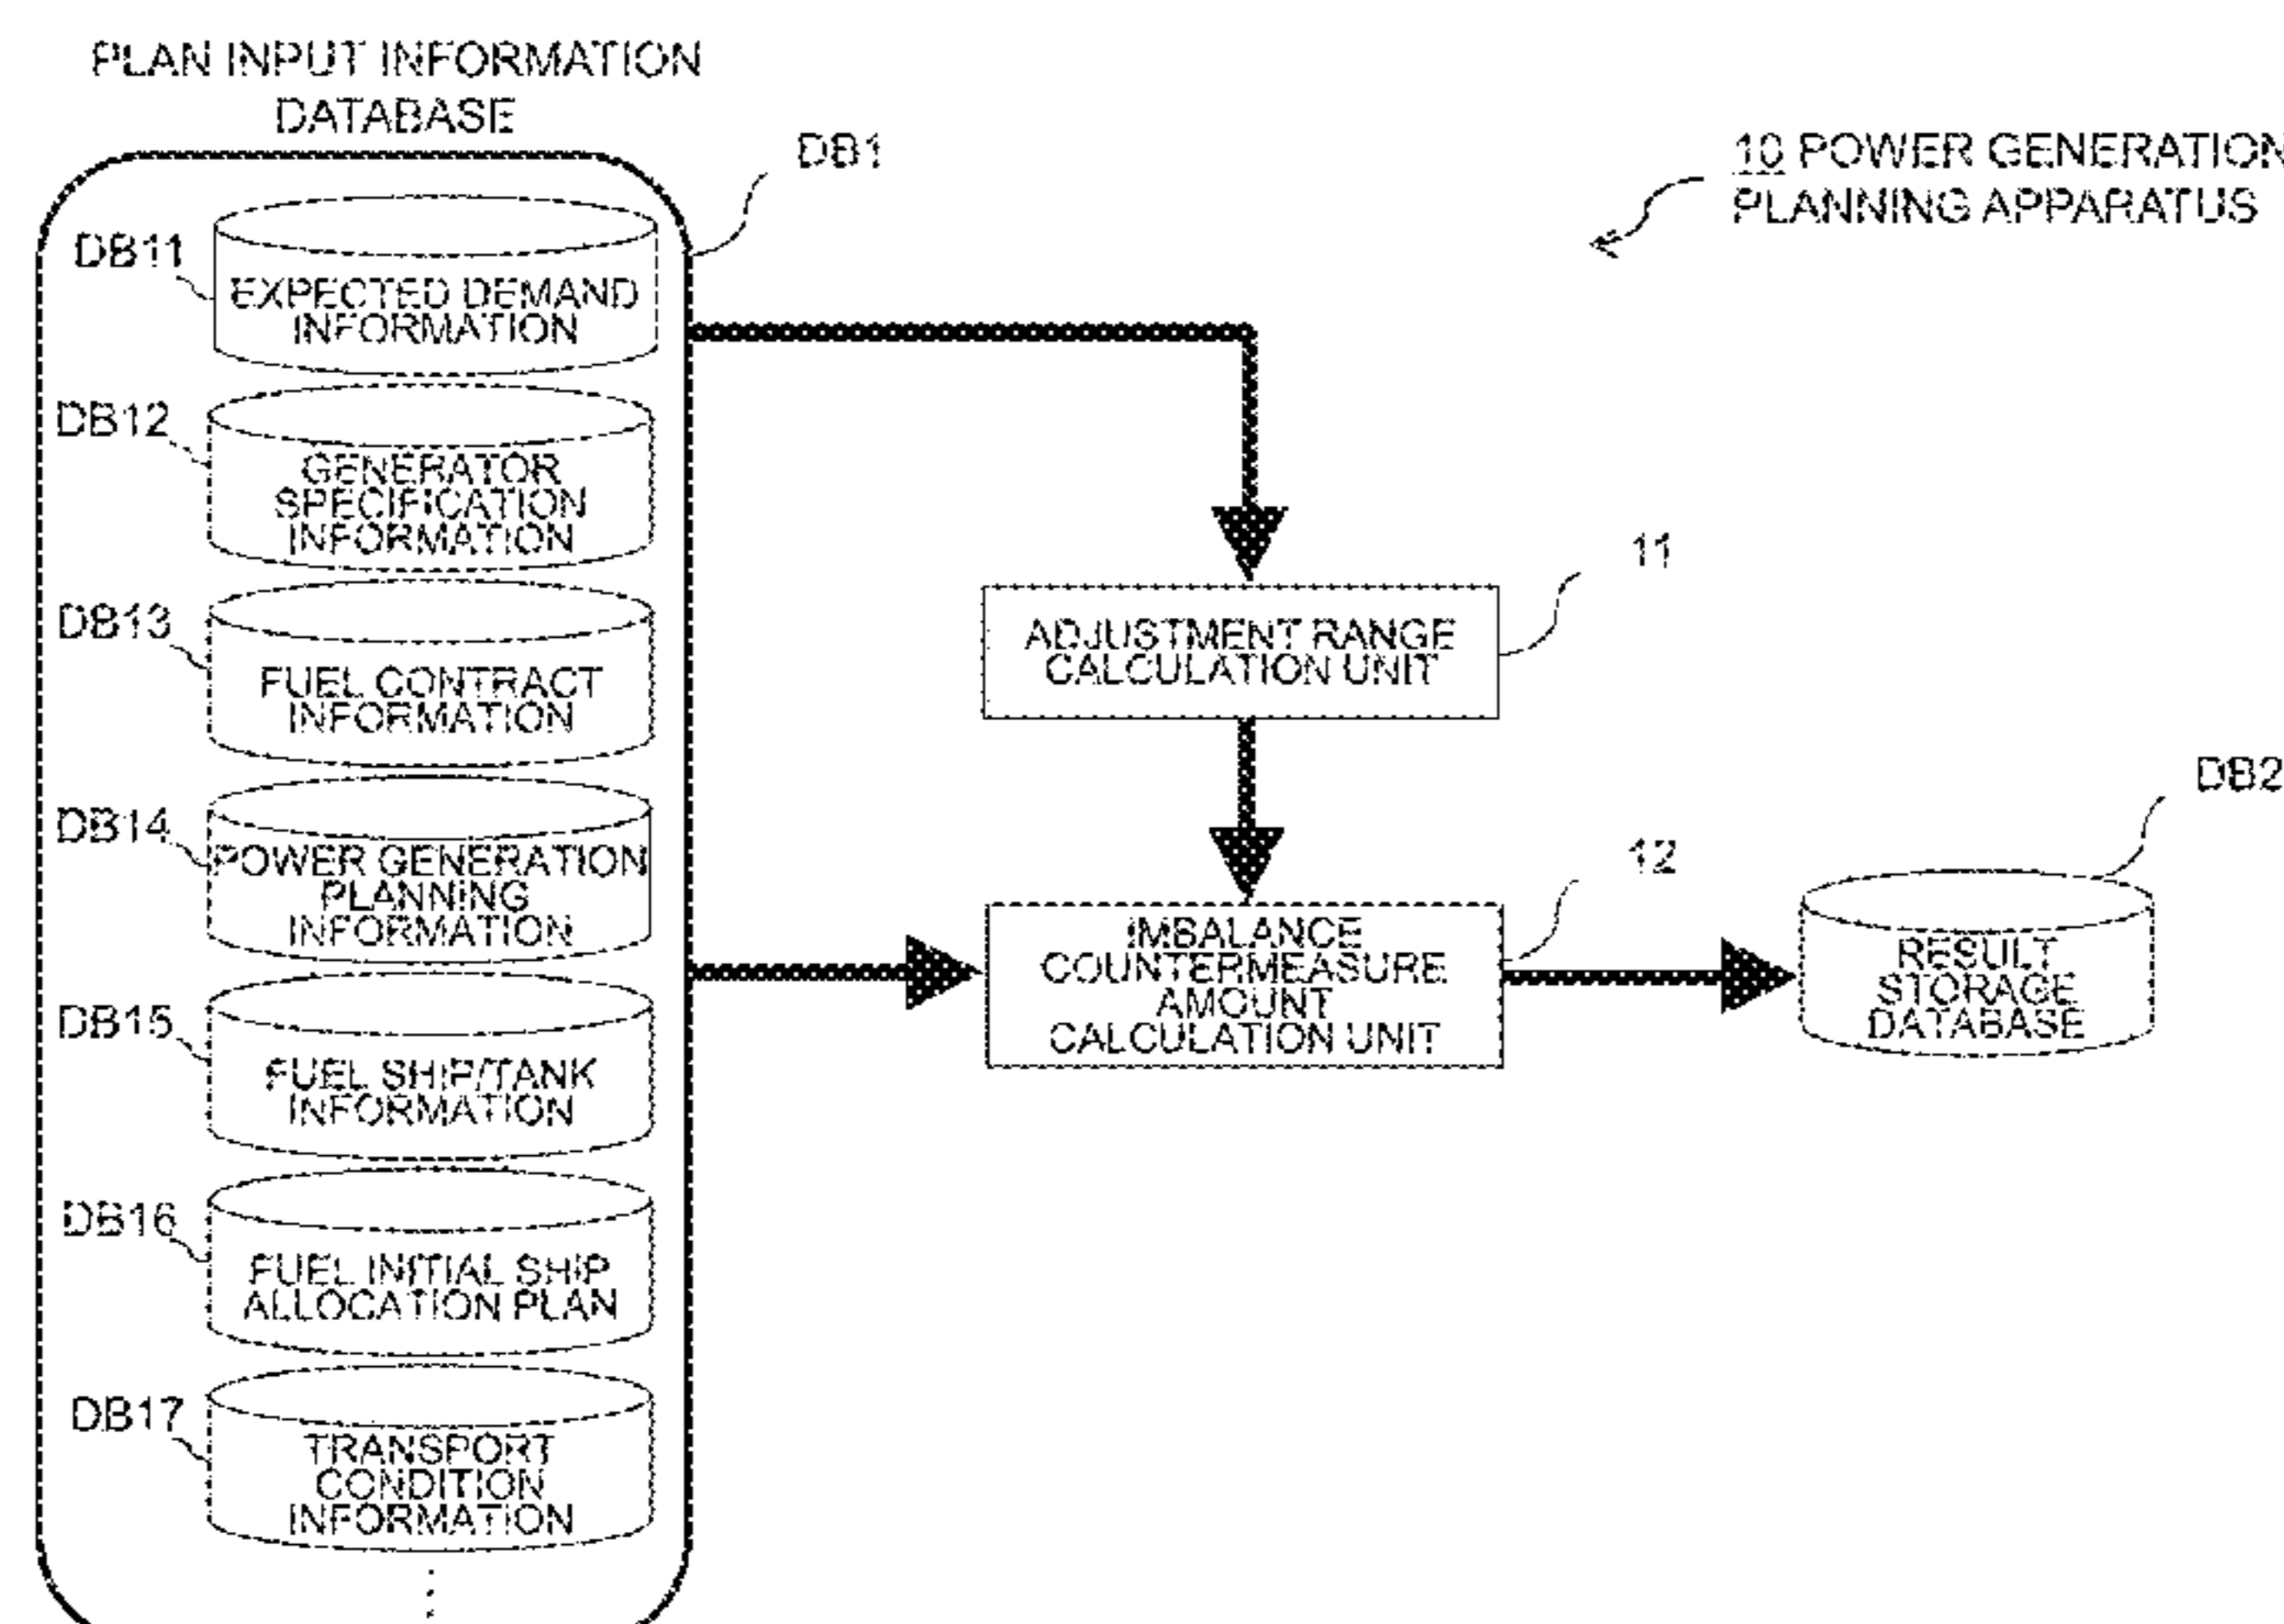 PLAN INPUT INFORMATION
DATABASE
DB1
10 POWER GENERATION
PLANNING APPARATUS
DB11
EXPECTED DEMAND
INFORMATION
DB12
GENERATOR
SPECIFICATION
INFORMATION
DB13
FUEL CONTRACT
INFORMATION
DB14
POWER GENERATION
PLANNING
INFORMATION
DB15
FUEL SHIP/TANK
INFORMATION
DB16
FUEL INITIAL SHIP
ALLOCATION PLAN
DB17
TRANSPORT
CONDITION
INFORMATION
11
ADJUSTMENT RANGE
CALCULATION UNIT
12
IMBALANCE
COUNTERMEASURE
AMOUNT
CALCULATION UNIT
DB2
RESULT
STORAGE
DATABASE